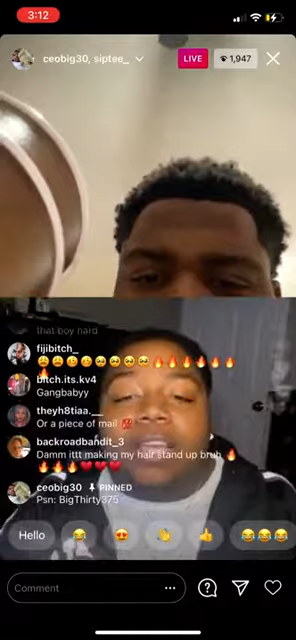 3:12
ceobig30, siptee_
LIVE
1,947
that boy hard
fijibitch_
😩😩🥵🥵🥺🥺🥺🥺🔥🔥🔥🔥🔥🔥
🔥
bitch.its.kv4
Gangbabyy
theyh8tiaa.__
Or a piece of mail 💯
backroadbandit_3
Damm ittt making my hair stand up bruh 🔥
🔥🔥🔥❤️❤️❤️
ceobig30 📌 PINNED
Psn: BigThirty375
Hello 😂 😍 👏 👍 😂😂😂
Comment